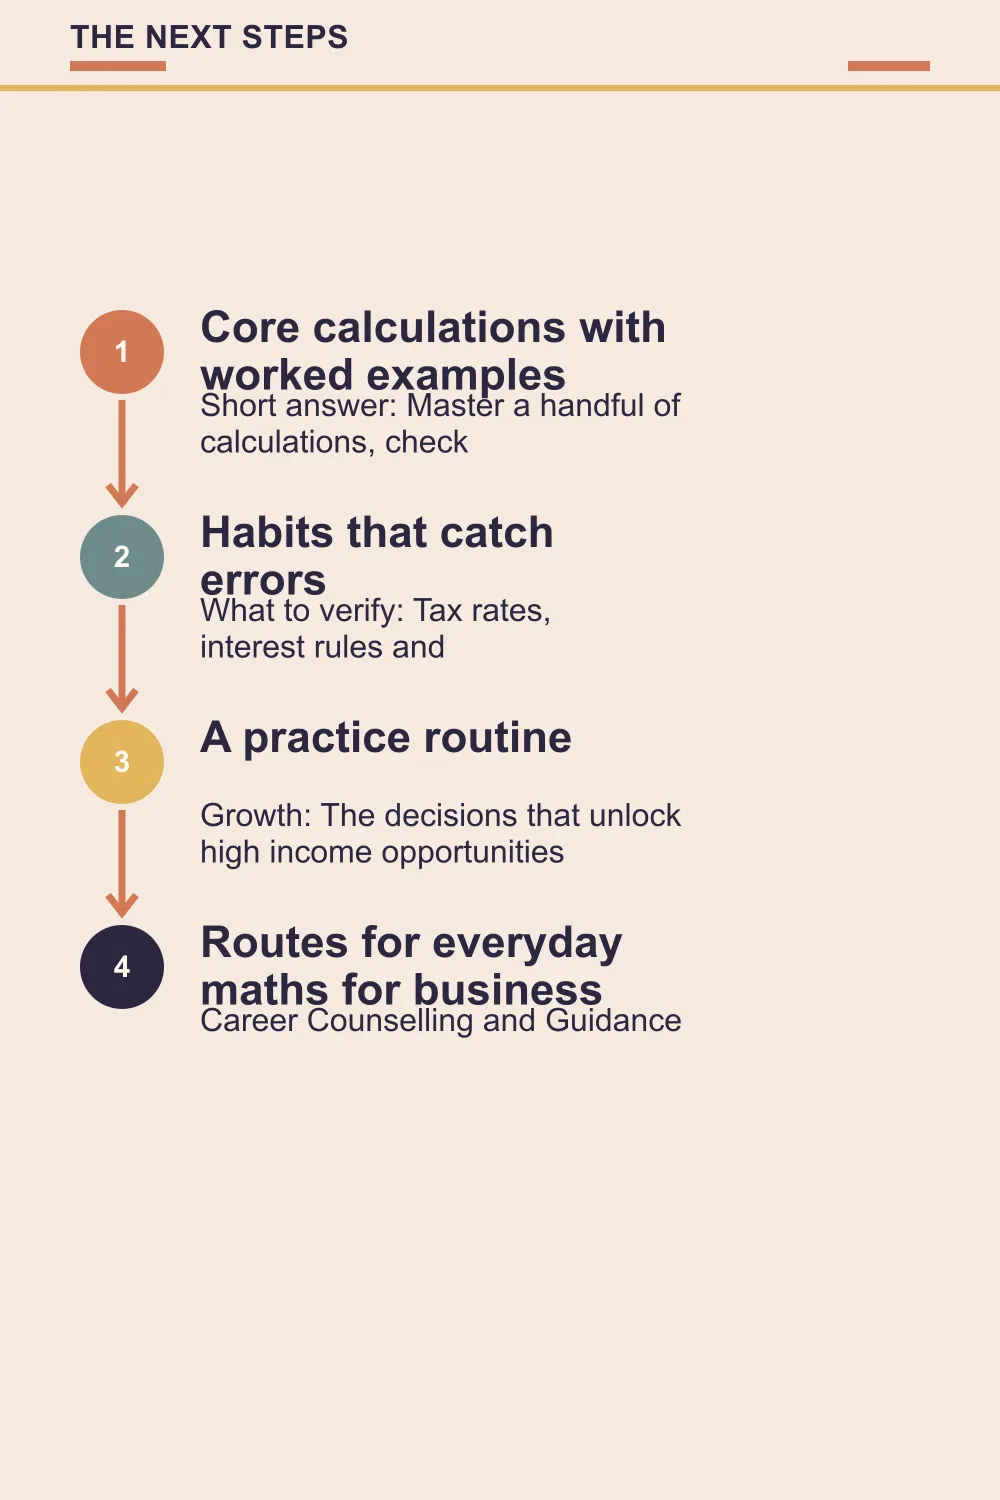 THE NEXT STEPS
1
Core calculations with
worked examples
Short answer: Master a handful of
calculations, check
2
Habits that catch
errors
What to verify: Tax rates,
interest rules and
3
A practice routine
Growth: The decisions that unlock
high income opportunities
4
Routes for everyday
maths for business
Career Counselling and Guidance